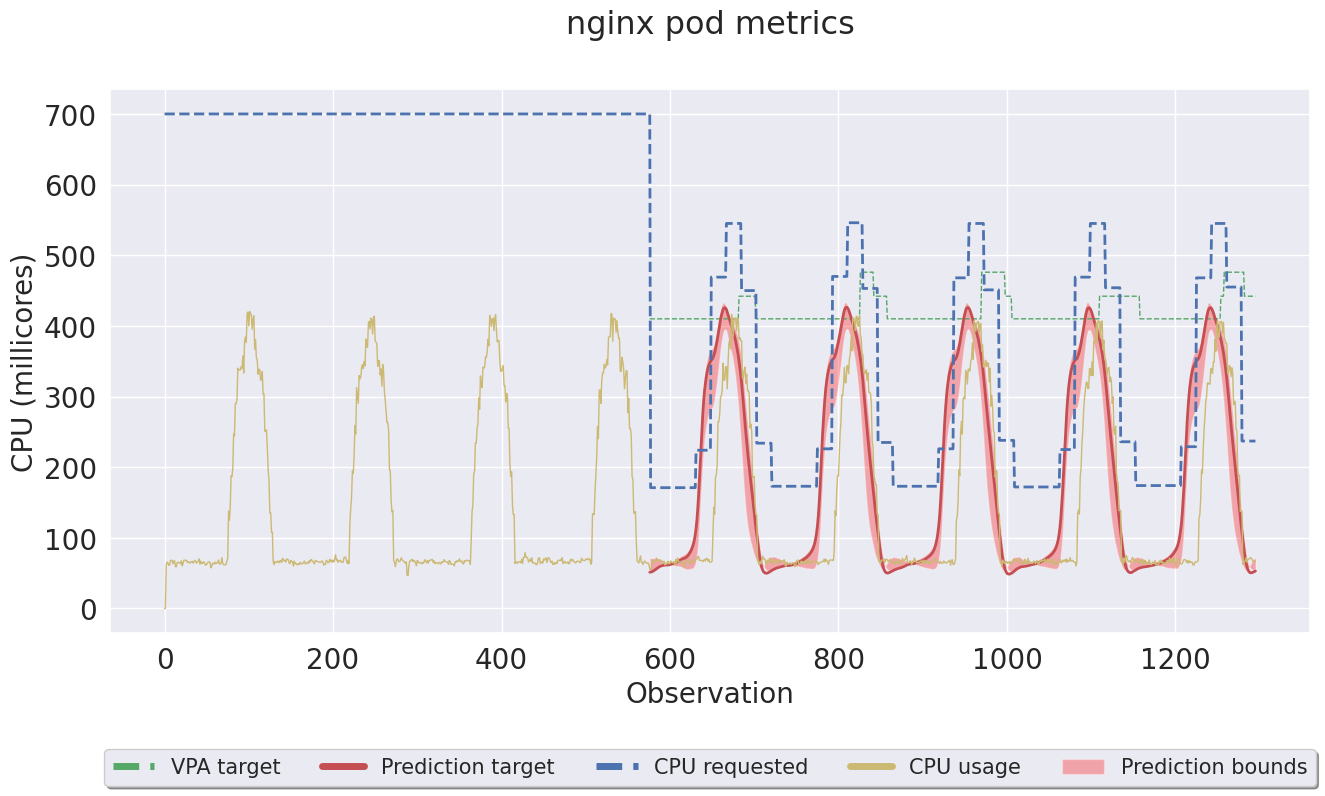 nginx pod metrics
CPU (millicores)
700
600
500
400
300
200
100
0
0 200 400 600 800 1000 1200
Observation
VPA target Prediction target CPU requested CPU usage Prediction bounds